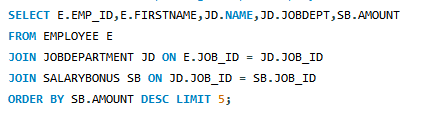 SELECT E.EMP_ID,E.FIRSTNAME,JD.NAME,JD.JOBDEPT,SB.AMOUNT
FROM EMPLOYEE E
JOIN JOBDEPARTMENT JD ON E.JOB_ID = JD.JOB_ID
JOIN SALARYBONUS SB ON JD.JOB_ID = SB.JOB_ID
ORDER BY SB.AMOUNT DESC LIMIT 5;